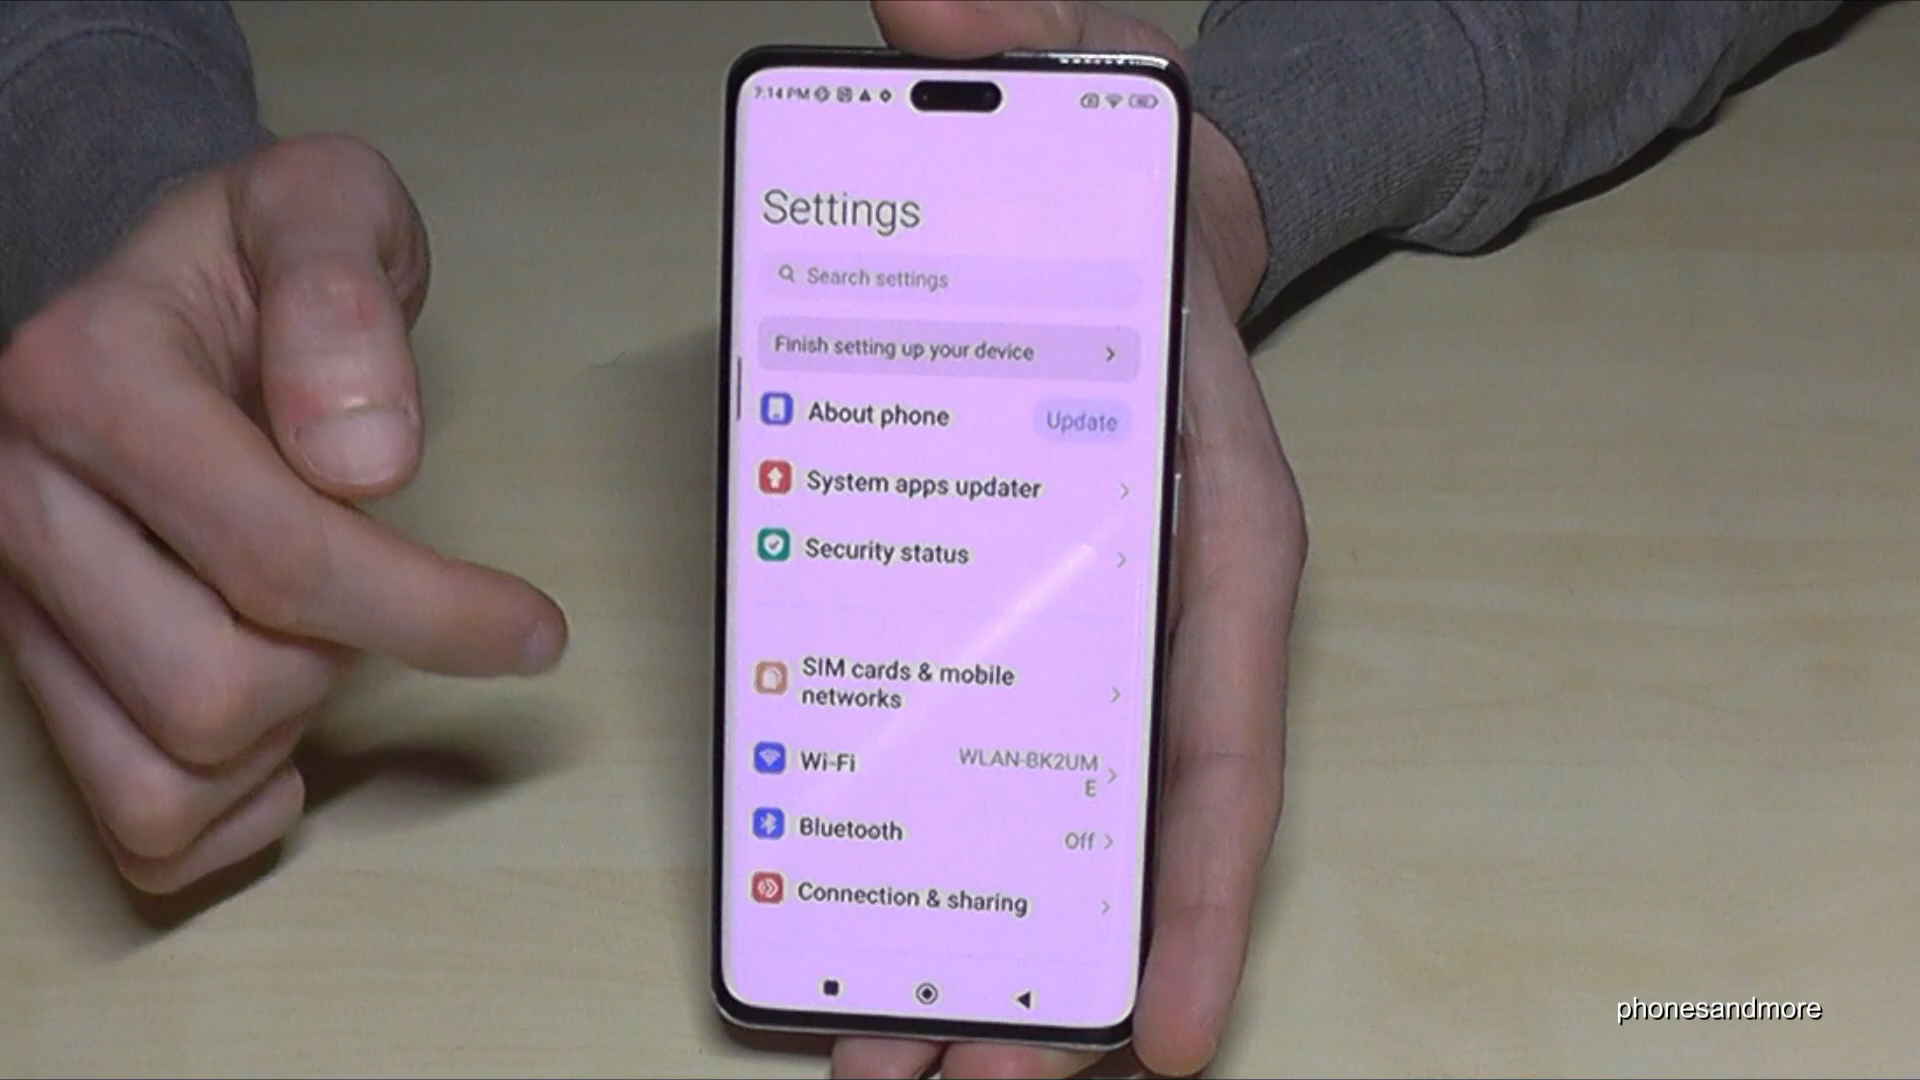 7:14 PM
Settings
Search settings
Finish setting up your device
About phone
Update
System apps updater
Security status
SIM cards & mobile
networks
Wi-Fi
WLAN-BK2UM
E
Bluetooth
Off
Connection & sharing
phonesandmore